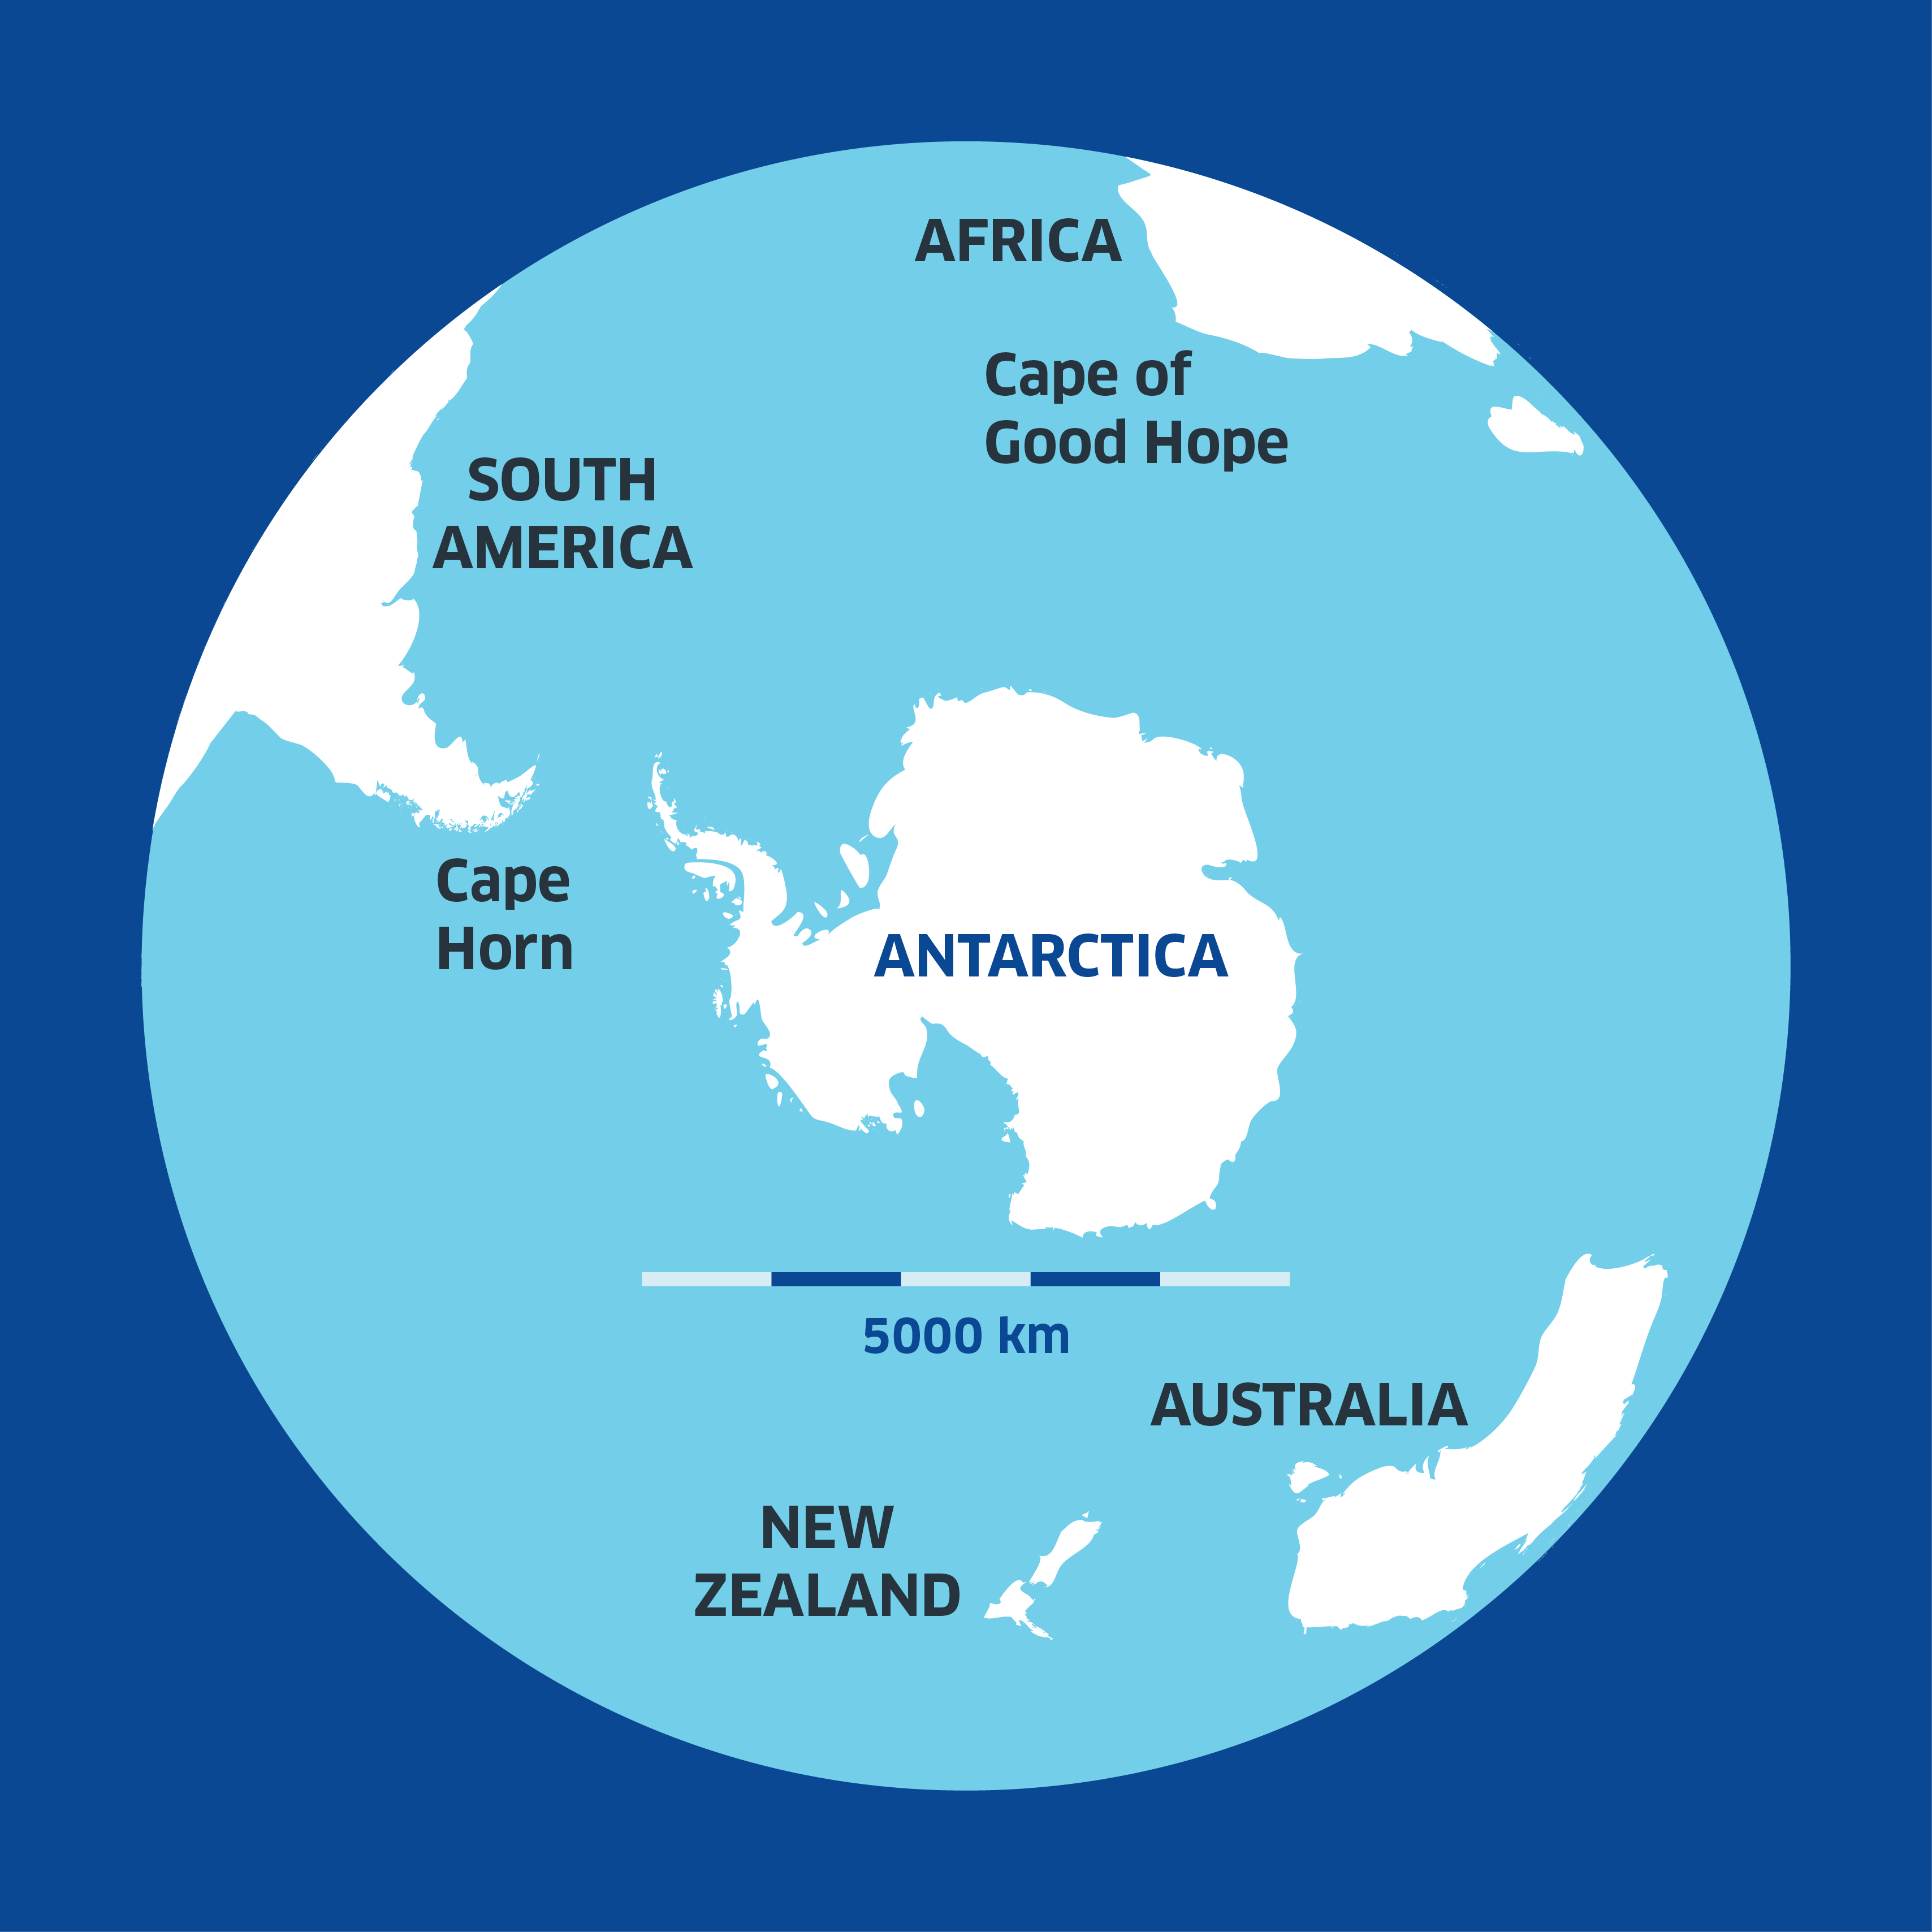 AFRICA
Cape of
Good Hope
SOUTH
AMERICA
Cape
Horn
ANTARCTICA
5000 km
AUSTRALIA
NEW
ZEALAND